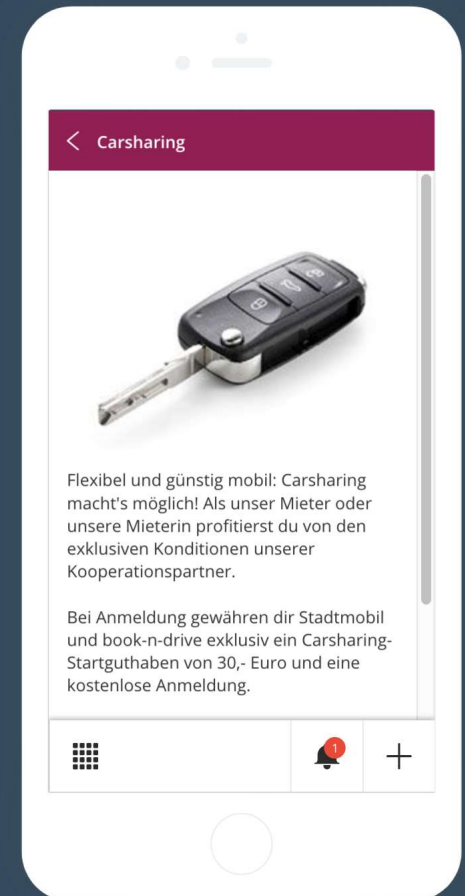 Carsharing
Flexibel und günstig mobil: Carsharing
macht's möglich! Als unser Mieter oder
unsere Mieterin profitierst du von den
exklusiven Konditionen unserer
Kooperationspartner.
Bei Anmeldung gewähren dir Stadtmobil
und book-n-drive exklusiv ein Carsharing-
Startguthaben von 30,- Euro und eine
kostenlose Anmeldung.
1